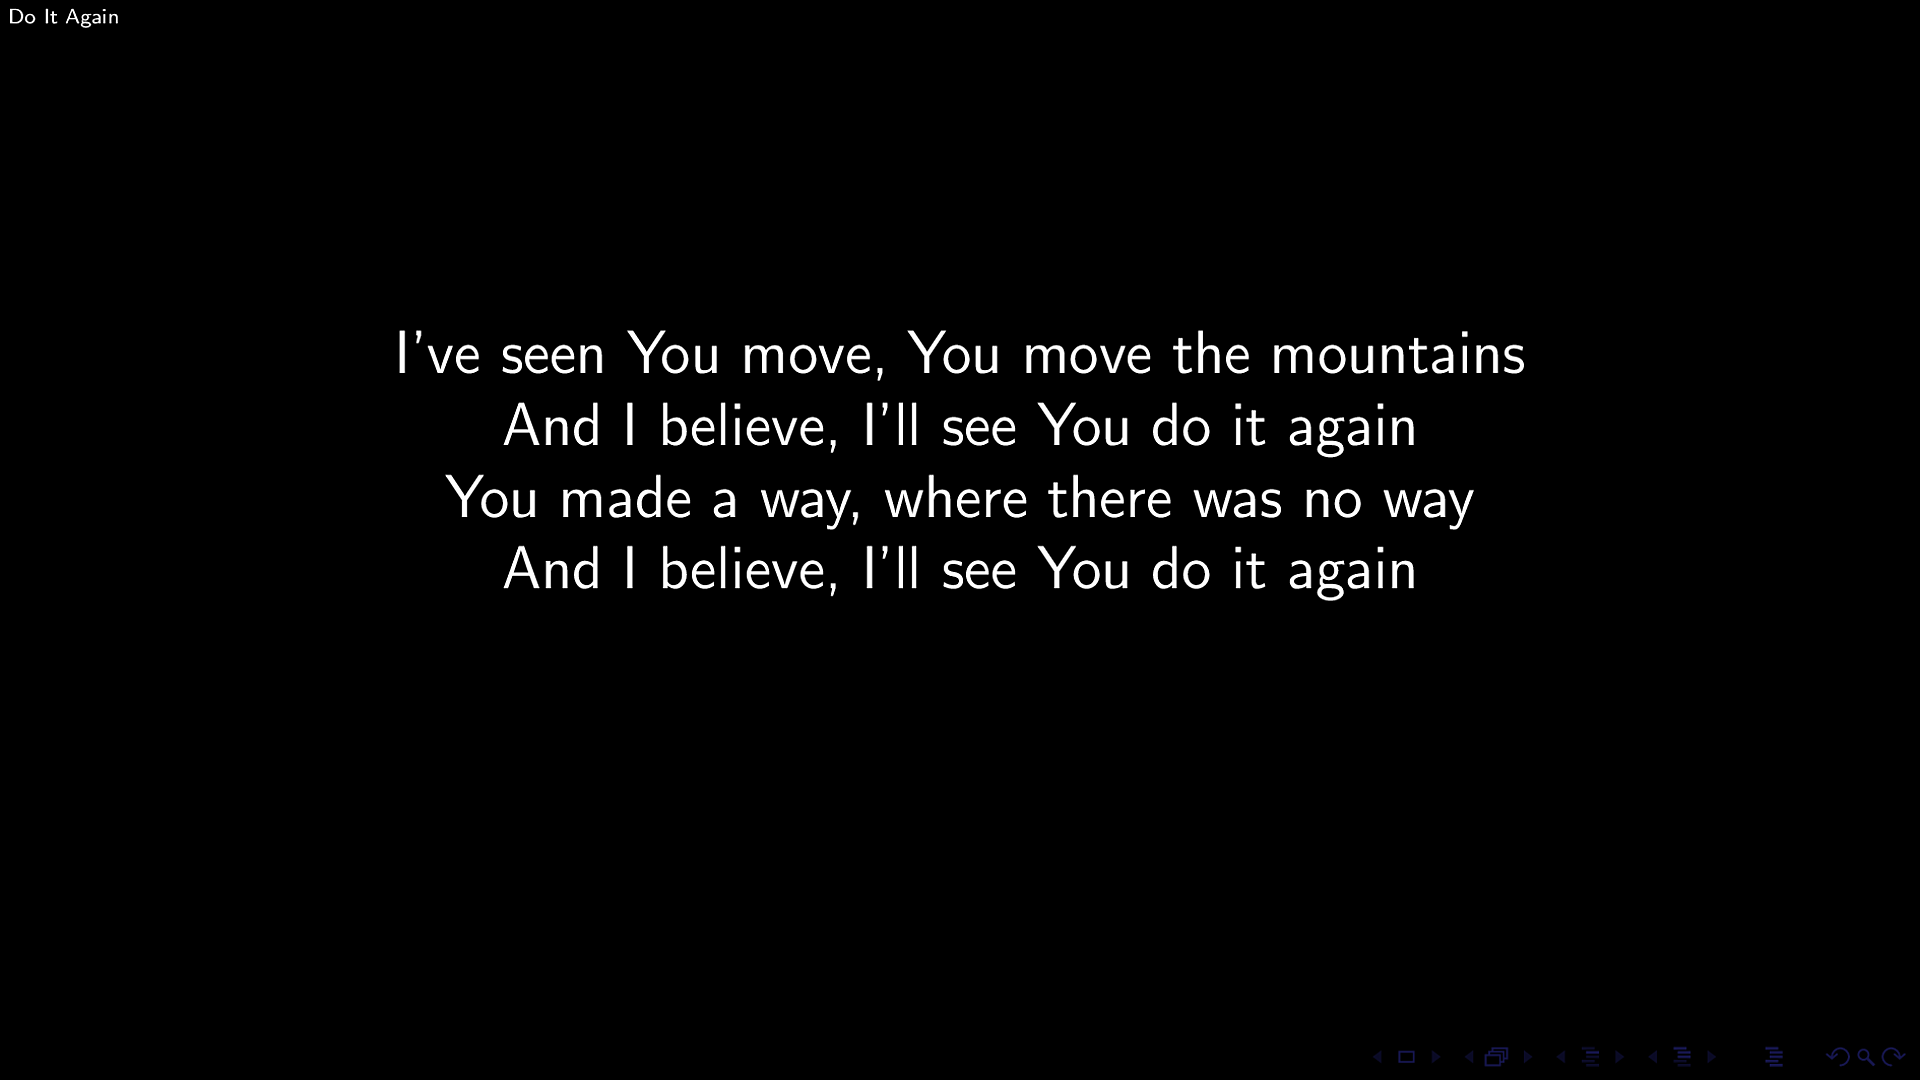 Do It Again
I've seen You move, You move the mountains
And I believe, I'll see You do it again
You made a way, where there was no way
And I believe, I'll see You do it again